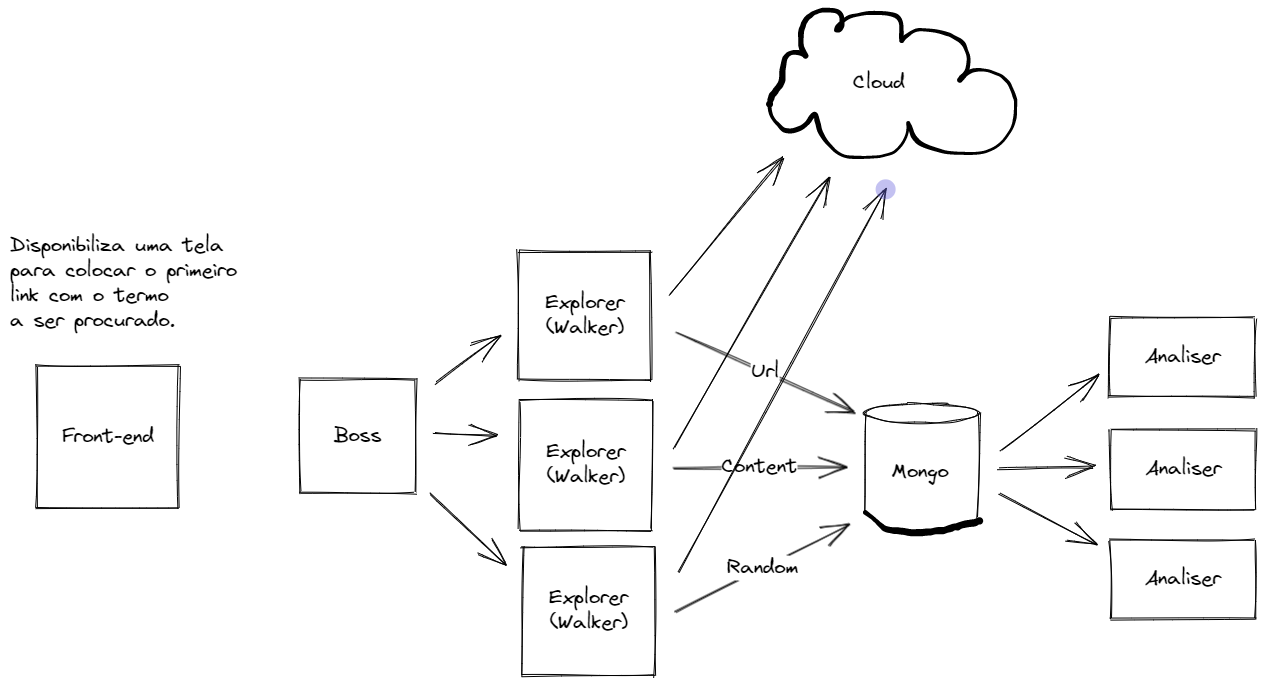 Cloud
Disponibiliza uma tela
para colocar o primeiro
link com o termo
a ser procurado.
Front-end
Boss
Explorer
(Walker)
Explorer
(Walker)
Explorer
(Walker)
Url
Content
Random
Mongo
Analiser
Analiser
Analiser